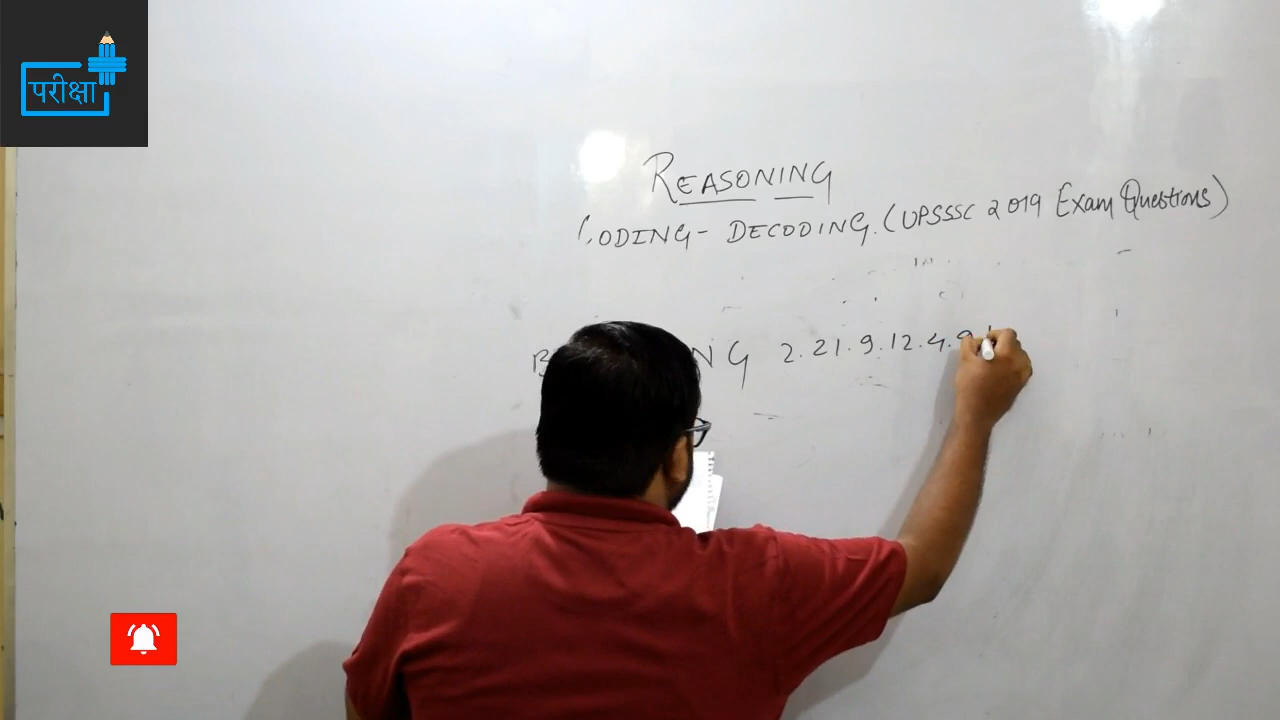 परीक्षा
REASONING
CODING - DECODING. (UPSSSC 2019 Exam Questions)
NG 2.21.9.12.4.9